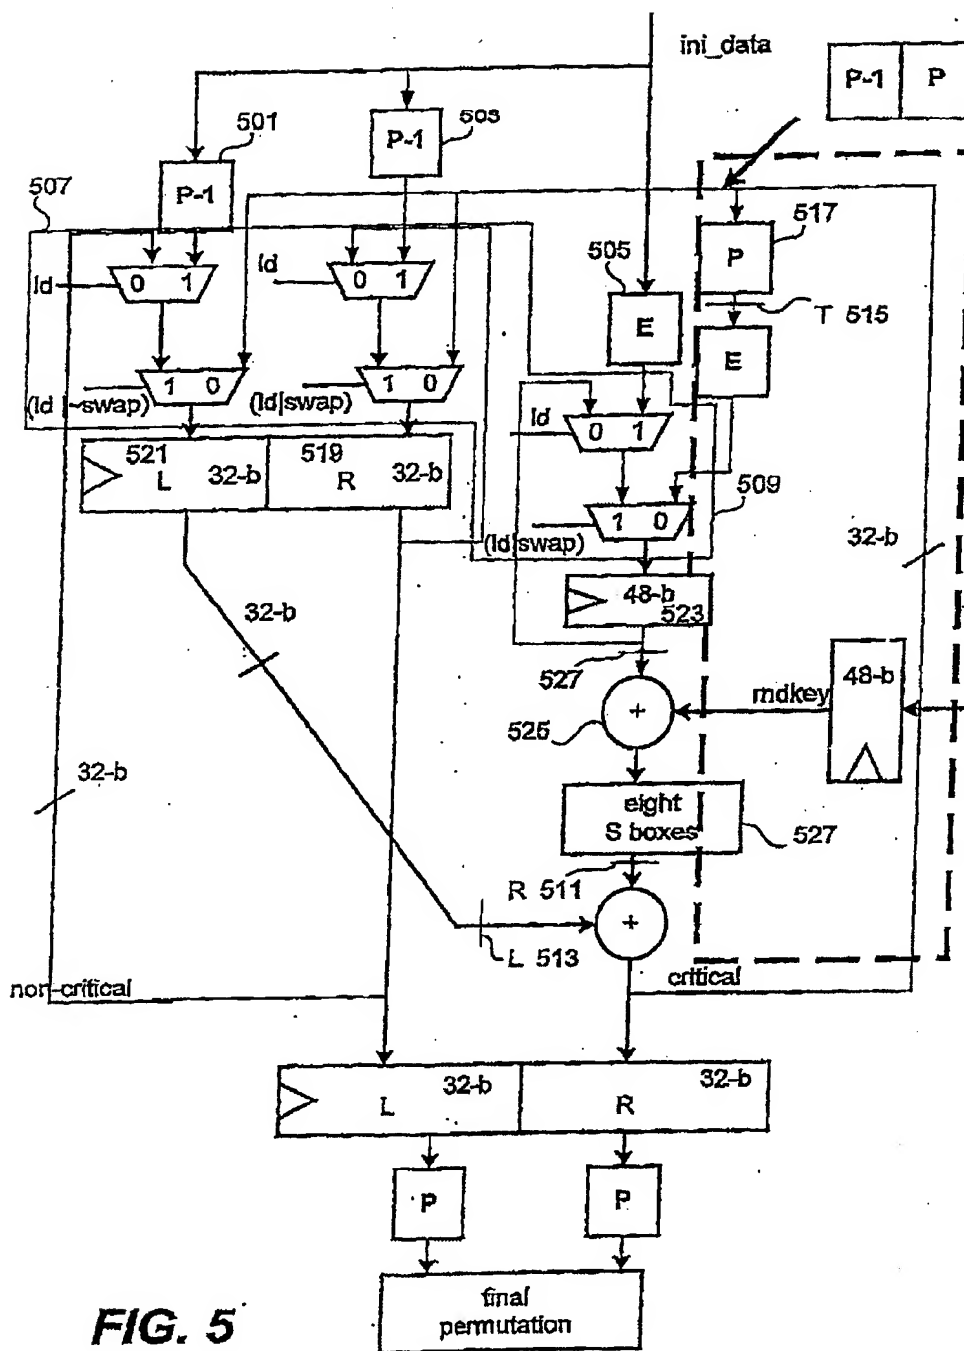 ini_data
P-1 P
501
P-1
503
P-1
507
517
P
505
ld
0 1
ld
0 1
T 515
E
E
1 0
(ld|~swap)
1 0
(ld|swap)
ld
0 1
521
L
32-b
519
R
32-b
509
1 0
(ld|swap)
32-b
48-b
523
32-b
527
48-b
rndkey
+
525
32-b
eight
S boxes
527
R 511
+
L 513
non-critical
critical
32-b
L
32-b
R
P
P
final
permutation
FIG. 5